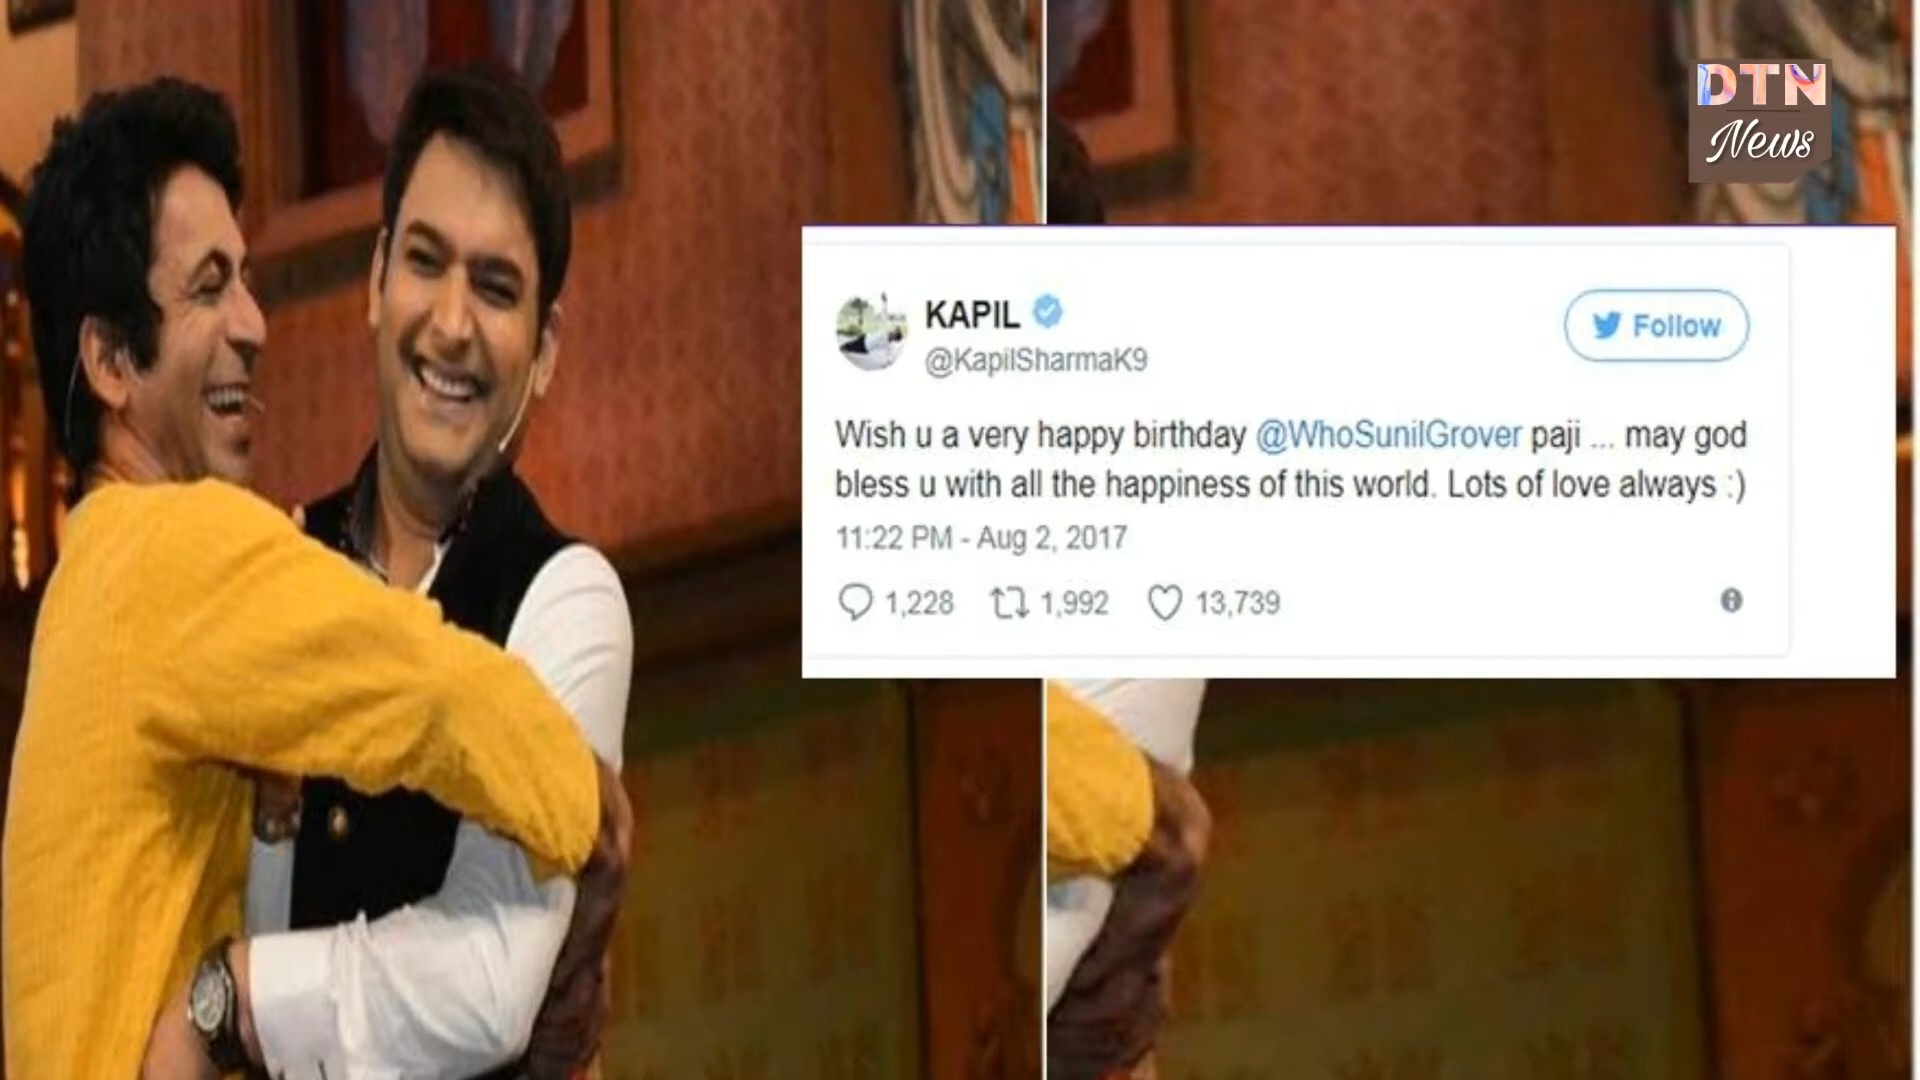 DTN
News
KAPIL
@KapilSharmaK9
Follow
Wish u a very happy birthday @WhoSunilGrover paji ... may god
bless u with all the happiness of this world. Lots of love always :)
11:22 PM - Aug 2, 2017
1,228 1,992 13,739